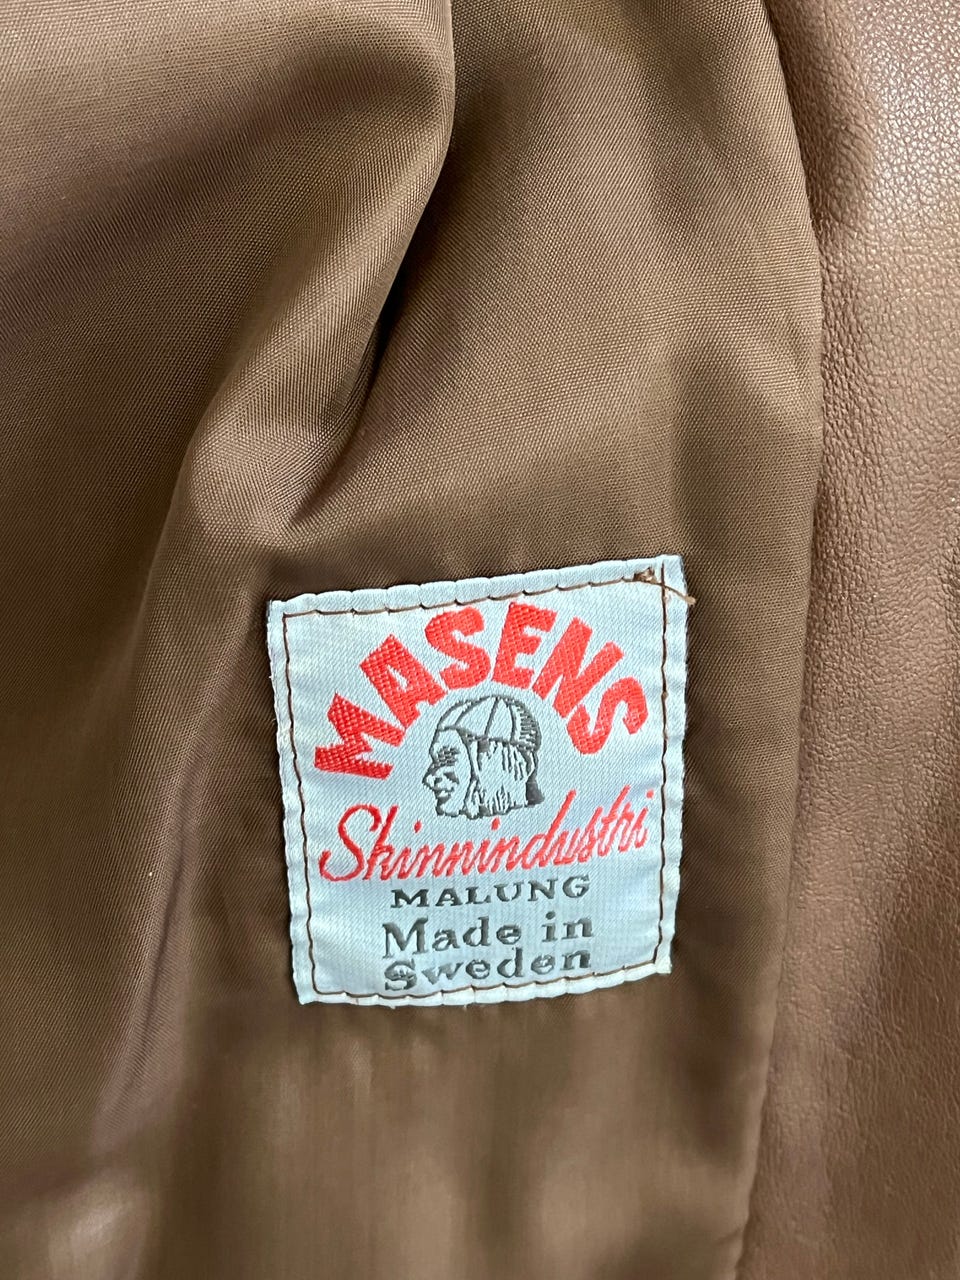 MASENS
Skinnindustri
MALUNG
Made in
Sweden